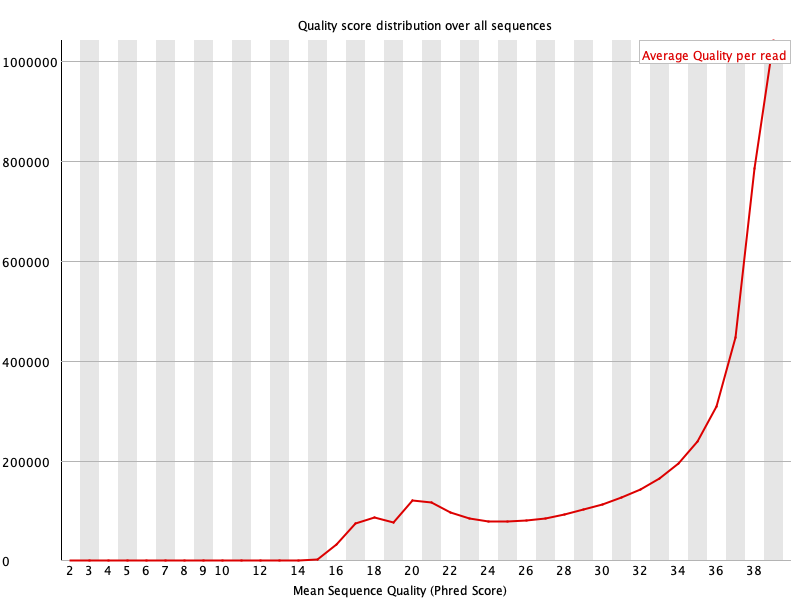 Quality score distribution over all sequences
Average Quality per read
1000000
800000
600000
400000
200000
0
2 3 4 5 6 7 8 9 10 12 14 16 18 20 22 24 26 28 30 32 34 36 38
Mean Sequence Quality (Phred Score)